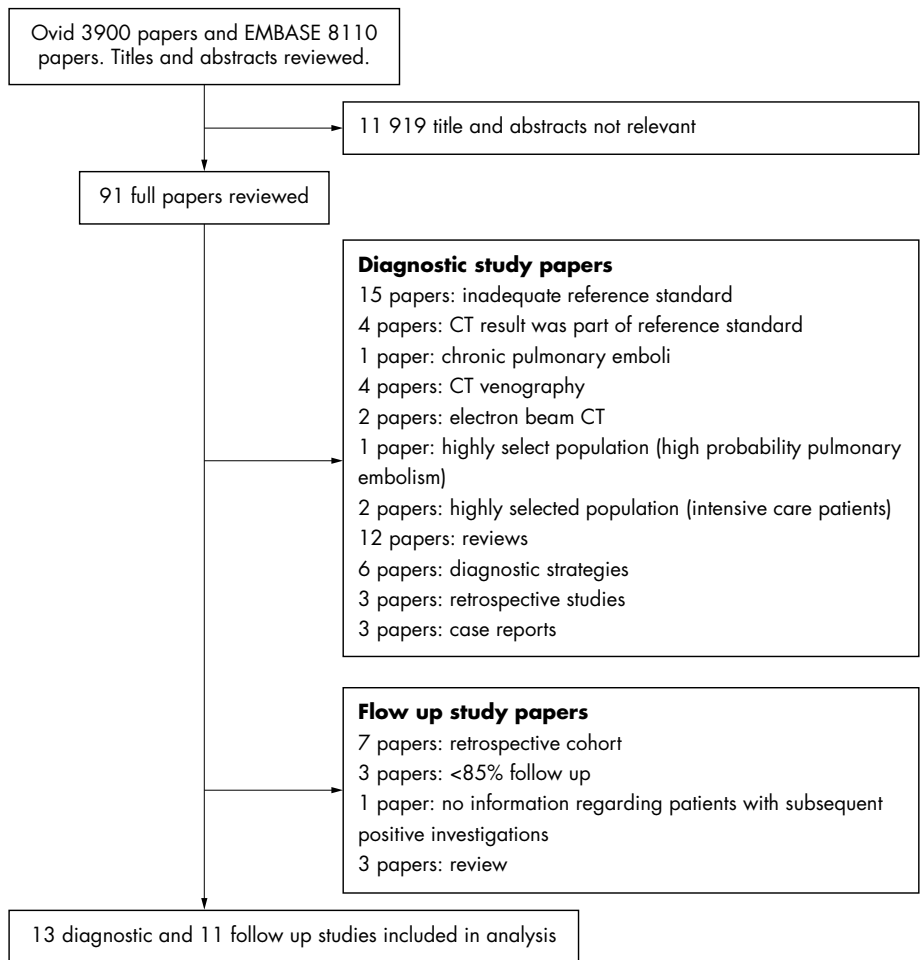 Ovid 3900 papers and EMBASE 8110
papers. Titles and abstracts reviewed.
11 919 title and abstracts not relevant
91 full papers reviewed
Diagnostic study papers
15 papers: inadequate reference standard
4 papers: CT result was part of reference standard
1 paper: chronic pulmonary emboli
4 papers: CT venography
2 papers: electron beam CT
1 paper: highly select population (high probability pulmonary
embolism)
2 papers: highly selected population (intensive care patients)
12 papers: reviews
6 papers: diagnostic strategies
3 papers: retrospective studies
3 papers: case reports
Flow up study papers
7 papers: retrospective cohort
3 papers: <85% follow up
1 paper: no information regarding patients with subsequent
positive investigations
3 papers: review
13 diagnostic and 11 follow up studies included in analysis